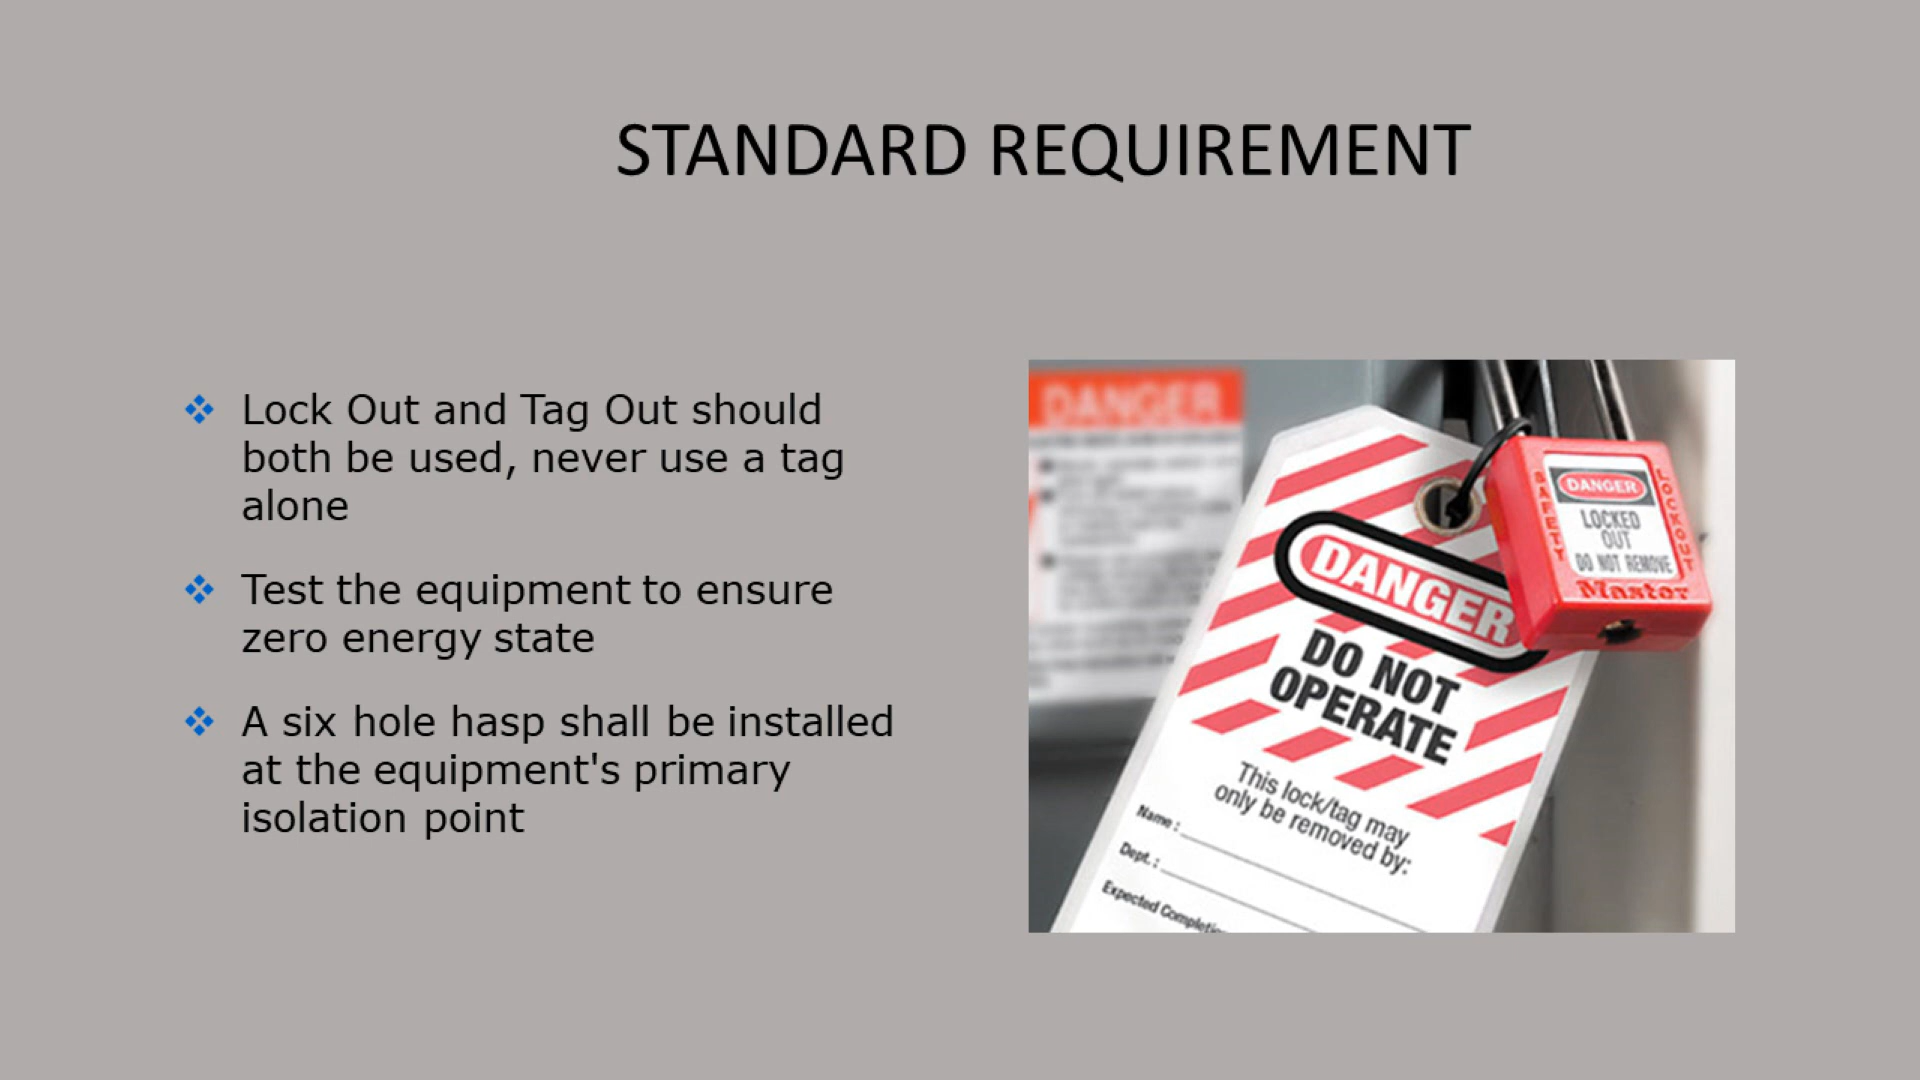 STANDARD REQUIREMENT
Lock Out and Tag Out should
both be used, never use a tag
alone
Test the equipment to ensure
zero energy state
A six hole hasp shall be installed
at the equipment's primary
isolation point
DANGER
DANGER
DO NOT
OPERATE
This lock/tag may
only be removed by:
Name :
Dept. :
Expected
SAFETY
DANGER
LOCKED
OUT
DO NOT REMOVE
LOCKOUT
Master